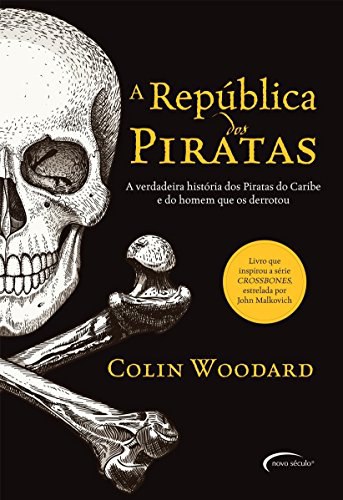 A República
dos
PIRATAS
A verdadeira história dos Piratas do Caribe
e do homem que os derrotou
Livro que
inspirou a série
CROSSBONES,
estrelada por
John Malkovich
COLIN WOODARD
novo século®